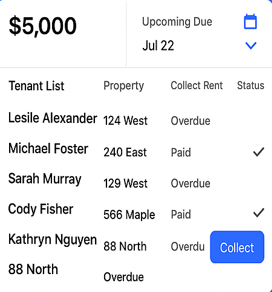 $5,000
Upcoming Due
Jul 22
Tenant List Property Collect Rent Status
Lesile Alexander 124 West Overdue
Michael Foster 240 East Paid
Sarah Murray 129 West Overdue
Cody Fisher 566 Maple Paid
Kathryn Nguyen 88 North Overdu Collect
88 North Overdue